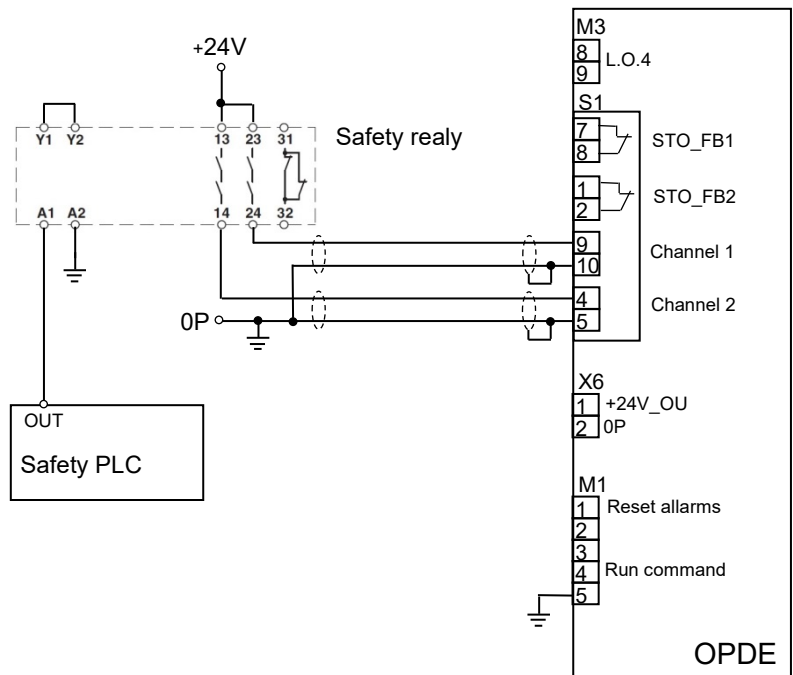 M3
+24V
8
L.O.4
9
S1
Y1 Y2 13 23 31
Safety realy
7
STO_FB1
8
1
STO_FB2
2
A1 A2 14 24 32
9
Channel 1
10
4
Channel 2
0P
5
X6
1 +24V_OU
2 0P
OUT
Safety PLC
M1
1 Reset allarms
2
3
4 Run command
5
OPDE